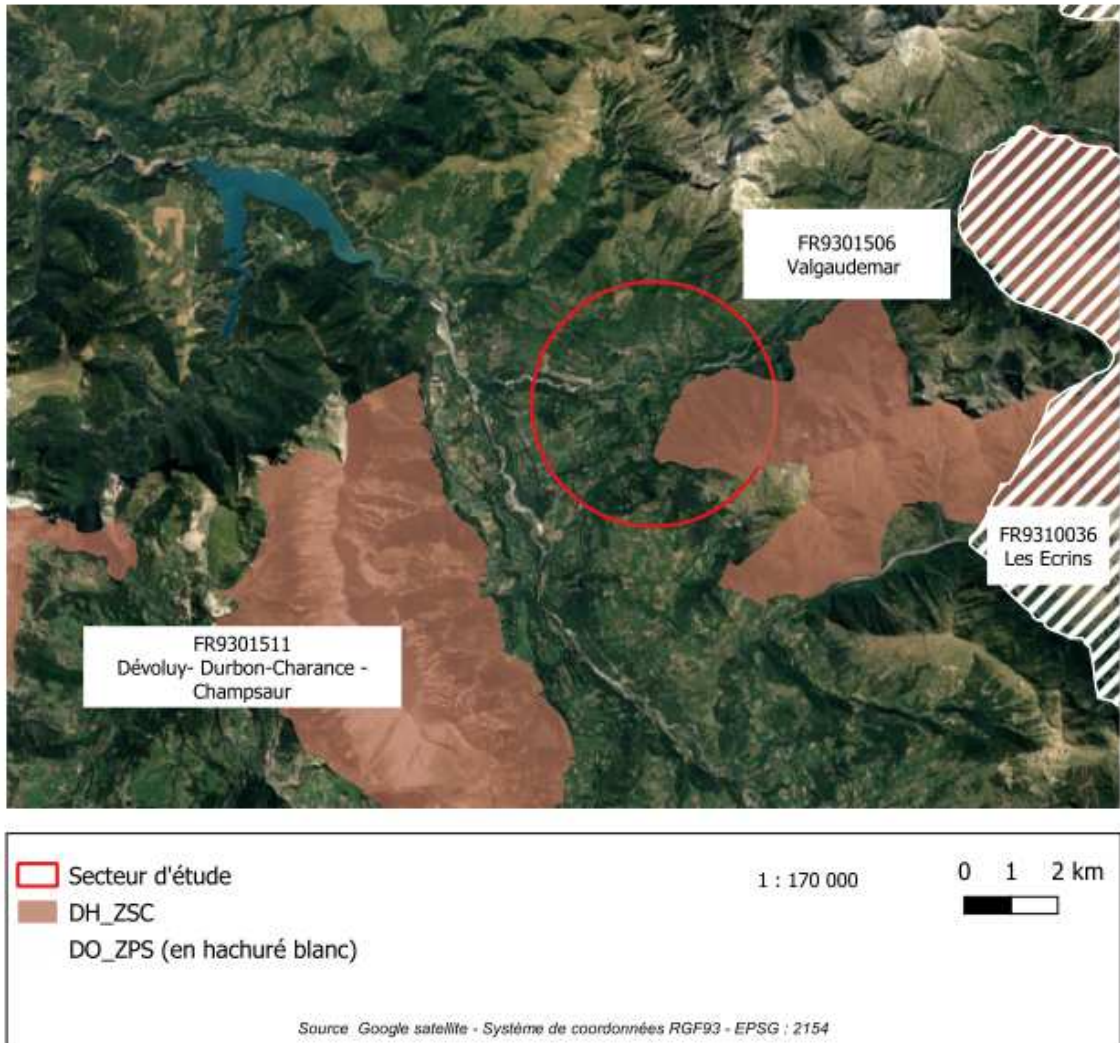 FR9301506
Valgaudemar
FR9310036
Les Ecrins
FR9301511
Dévoluy- Durbon-Charance -
Champsaur
Secteur d'étude
1 : 170 000
0 1 2 km
DH_ZSC
DO_ZPS (en hachuré blanc)
Source Google satellite - Système de coordonnées RGF93 - EPSG : 2154